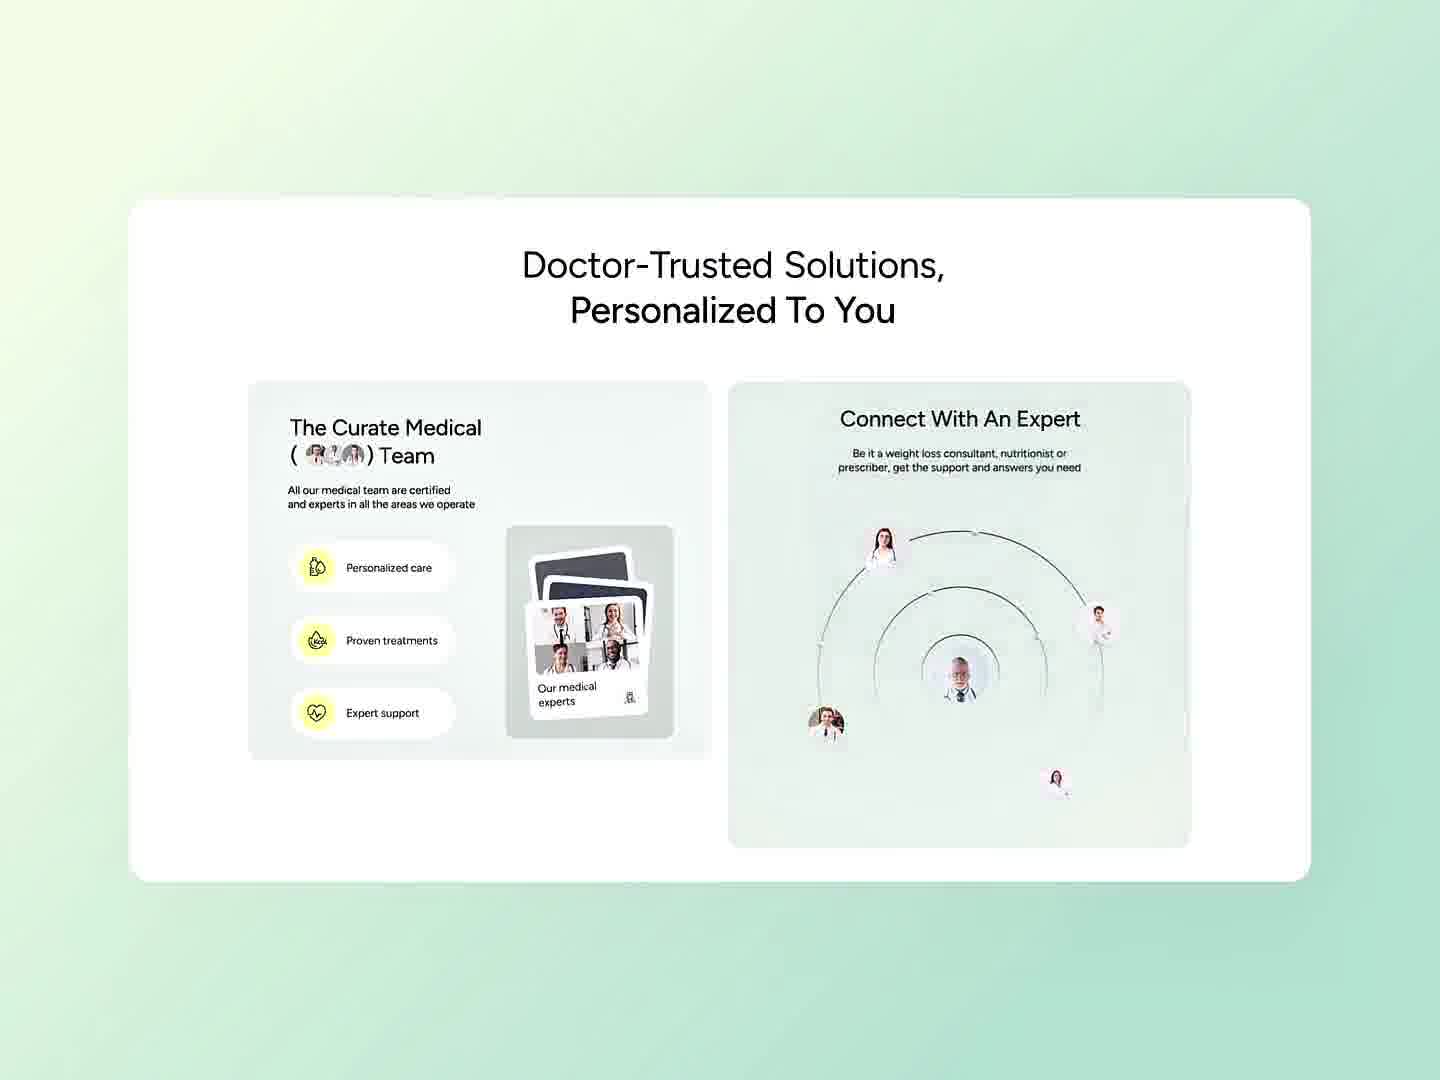 Doctor-Trusted Solutions,
Personalized To You
The Curate Medical
( ) Team
All our medical team are certified
and experts in all the areas we operate
Personalized care
Proven treatments
Expert support
Our medical
experts
Connect With An Expert
Be it a weight loss consultant, nutritionist or
prescriber, get the support and answers you need